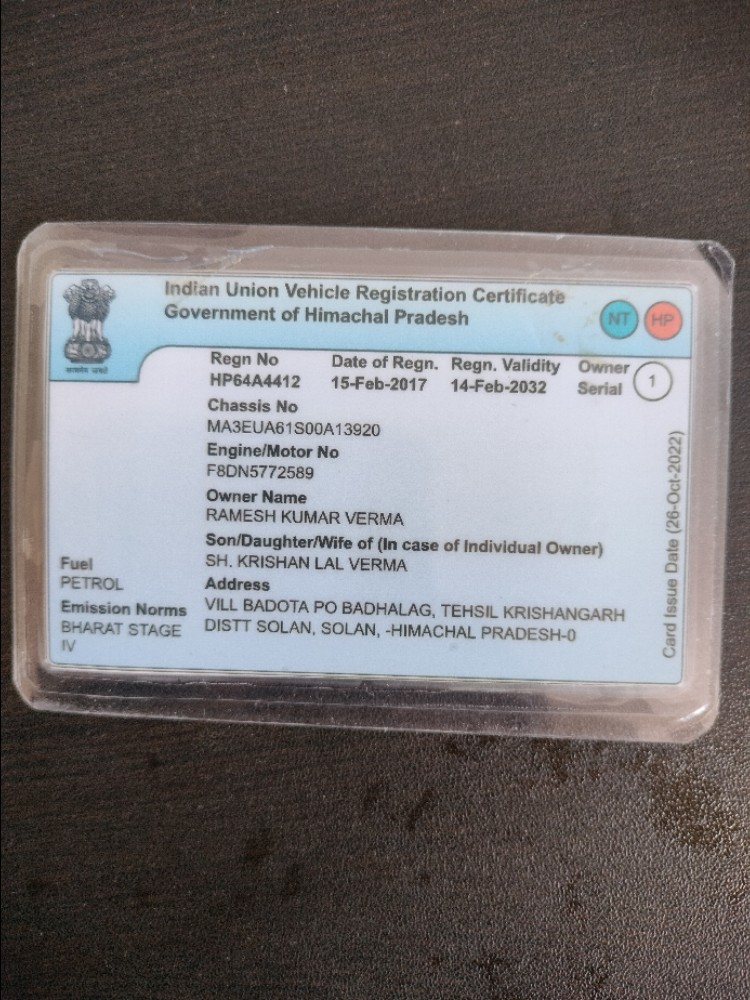 Indian Union Vehicle Registration Certificate
Government of Himachal Pradesh
NT HP
Regn No Date of Regn. Regn. Validity Owner Serial
HP64A4412 15-Feb-2017 14-Feb-2032 1
Chassis No
MA3EUA61S00A13920
Engine/Motor No
F8DN5772589
Owner Name
RAMESH KUMAR VERMA
Son/Daughter/Wife of (In case of Individual Owner)
SH. KRISHAN LAL VERMA
Fuel
PETROL
Emission Norms
BHARAT STAGE
IV
Address
VILL BADOTA PO BADHALAG, TEHSIL KRISHANGARH
DISTT SOLAN, SOLAN, -HIMACHAL PRADESH-0
Card Issue Date (26-Oct-2022)